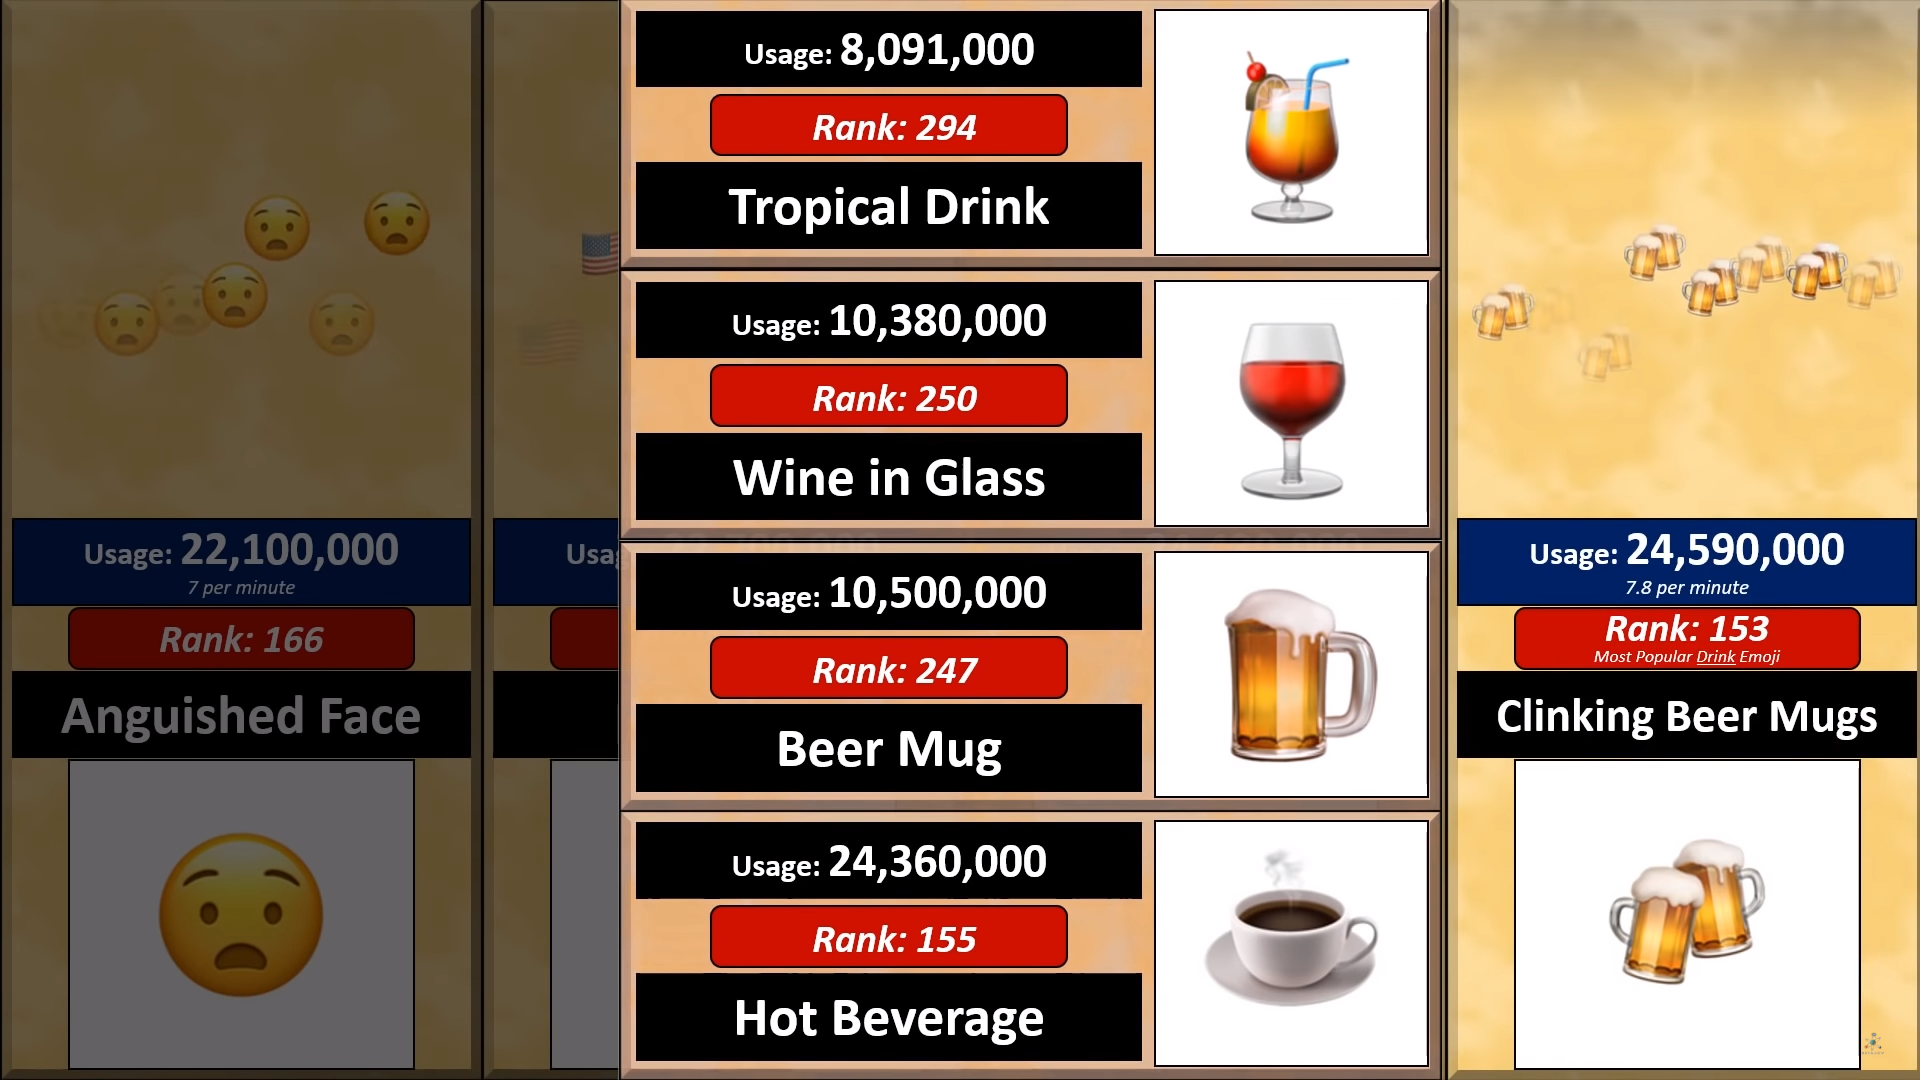 Usage: 22,100,000
7 per minute
Rank: 166
Anguished Face
Usage: 8,091,000
Rank: 294
Tropical Drink
Usage: 10,380,000
Rank: 250
Wine in Glass
Usage: 10,500,000
Rank: 247
Beer Mug
Usage: 24,360,000
Rank: 155
Hot Beverage
Usage: 24,590,000
7.8 per minute
Rank: 153
Most Popular Drink Emoji
Clinking Beer Mugs